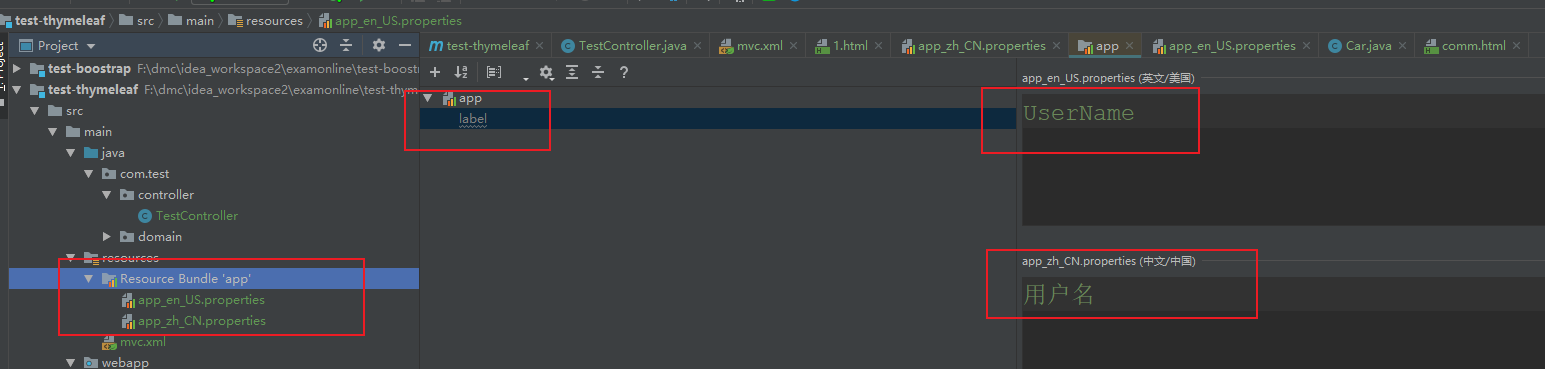 test-thymeleaf src main resources app_en_US.properties
Project
test-thymeleaf TestController.java mvc.xml 1.html app_zh_CN.properties app app_en_US.properties Car.java comm.html
test-boostrap F:\dmc\idea_workspace2\examonline\test-boostr
test-thymeleaf F:\dmc\idea_workspace2\examonline\test-thym
src
main
java
com.test
controller
TestController
domain
resources
Resource Bundle 'app'
app_en_US.properties
app_zh_CN.properties
mvc.xml
webapp
app
label
app_en_US.properties (英文/美国)
UserName
app_zh_CN.properties (中文/中国)
用户名